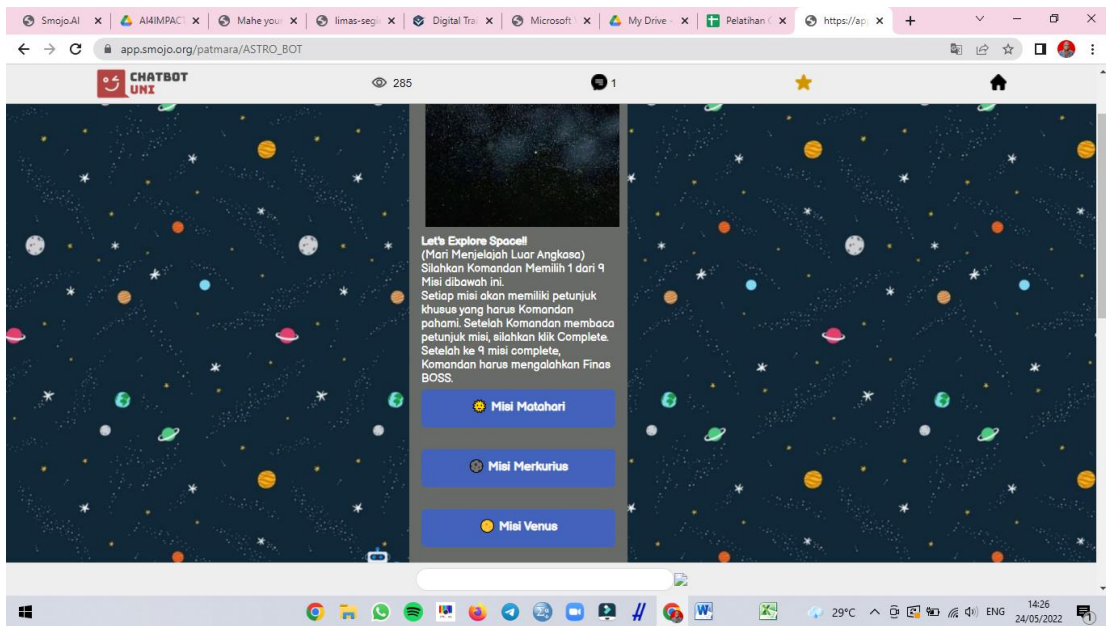 Smojo.AI
AI4IMPAC
Mahe your
limas-segi
Digital Tra
Microsoft
My Drive -
Pelatihan
https://ap
app.smojo.org/patmara/ASTRO_BOT
CHATBOT
UNI
285
1
Let's Explore Space!!
(Mari Menjelajah Luar Angkasa)
Silahkan Komandan Memilih 1 dari 9
Misi dibawah ini.
Setiap misi akan memiliki petunjuk
khusus yang harus Komandan
pahami. Setelah Komandan membaca
petunjuk misi, silahkan klik Complete.
Setelah ke 9 misi complete,
Komandan harus mengalahkan Finas
BOSS.
Misi Matahari
Misi Merkurius
Misi Venus
29°C
ENG
14:26
24/05/2022
1